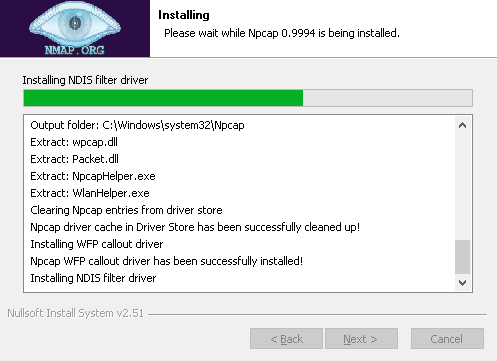 NMAP.ORG
Installing
Please wait while Npcap 0.9994 is being installed.
Installing NDIS filter driver
Output folder: C:\Windows\system32\Npcap
Extract: wpcap.dll
Extract: Packet.dll
Extract: NpcapHelper.exe
Extract: WlanHelper.exe
Clearing Npcap entries from driver store
Npcap driver cache in Driver Store has been successfully cleaned up!
Installing WFP callout driver
Npcap WFP callout driver has been successfully installed!
Installing NDIS filter driver
Nullsoft Install System v2.51
< Back
Next >
Cancel